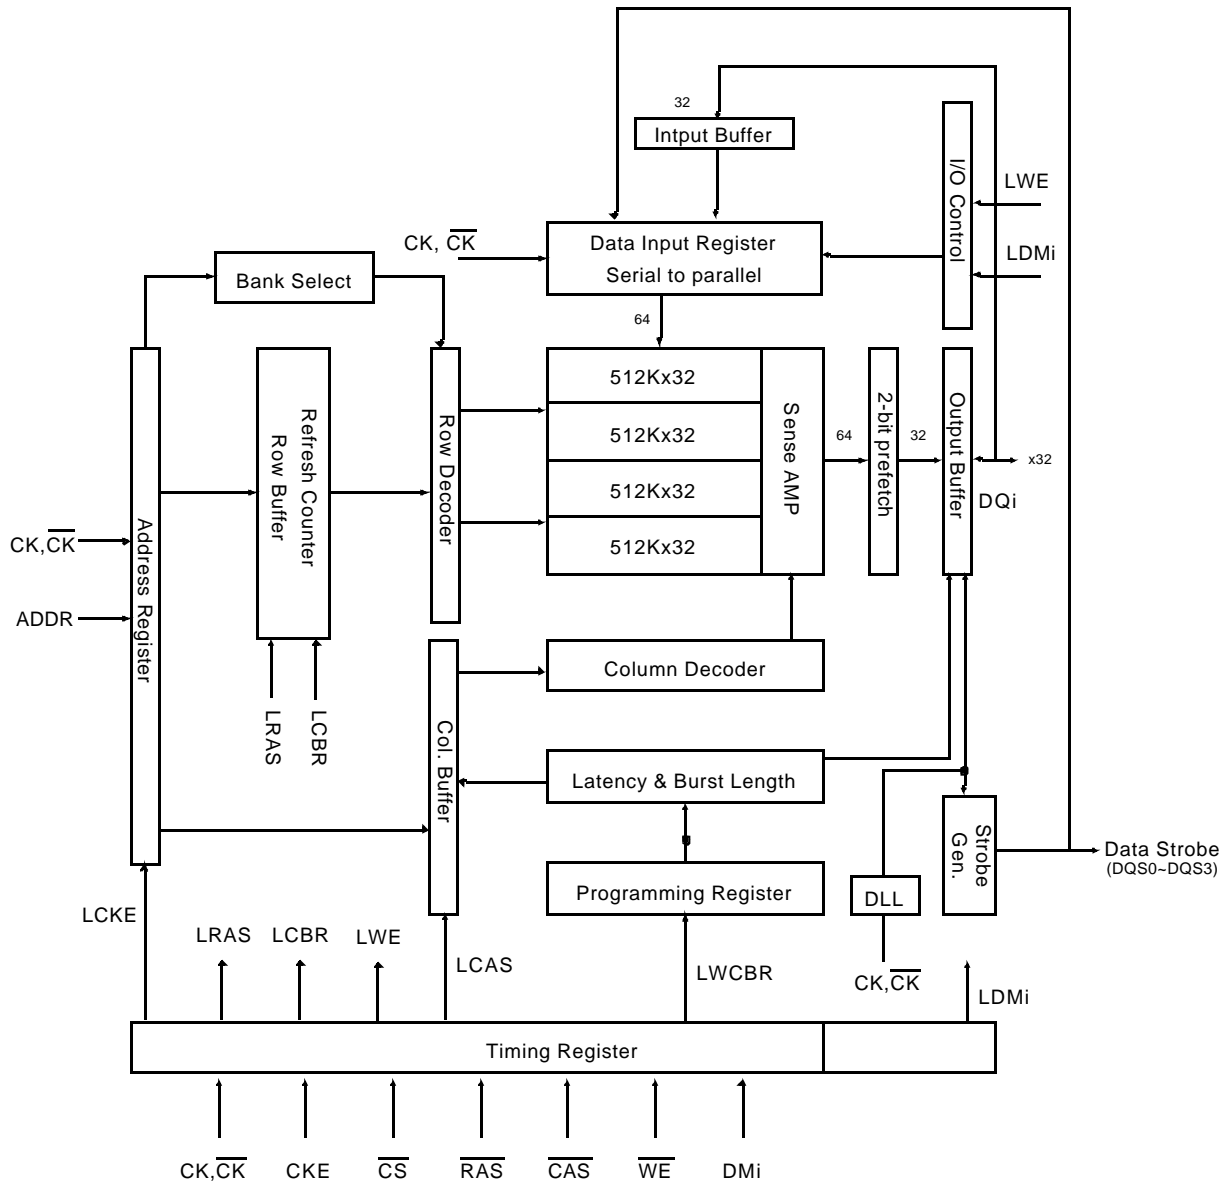 32
Intput Buffer
I/O Control
LWE
LDMi
CK, CK
Data Input Register
Serial to parallel
Bank Select
64
Address Register
Refresh Counter
Row Buffer
Row Decoder
512Kx32
512Kx32
512Kx32
512Kx32
Sense AMP
64
2-bit prefetch
32
Output Buffer
x32
DQi
CK,CK
ADDR
LRAS
LCBR
Col. Buffer
Column Decoder
Latency & Burst Length
Programming Register
DLL
Strobe
Gen.
Data Strobe
(DQS0~DQS3)
LCKE
LRAS
LCBR
LWE
LCAS
LWCBR
CK,CK
LDMi
Timing Register
CK,CK
CKE
CS
RAS
CAS
WE
DMi